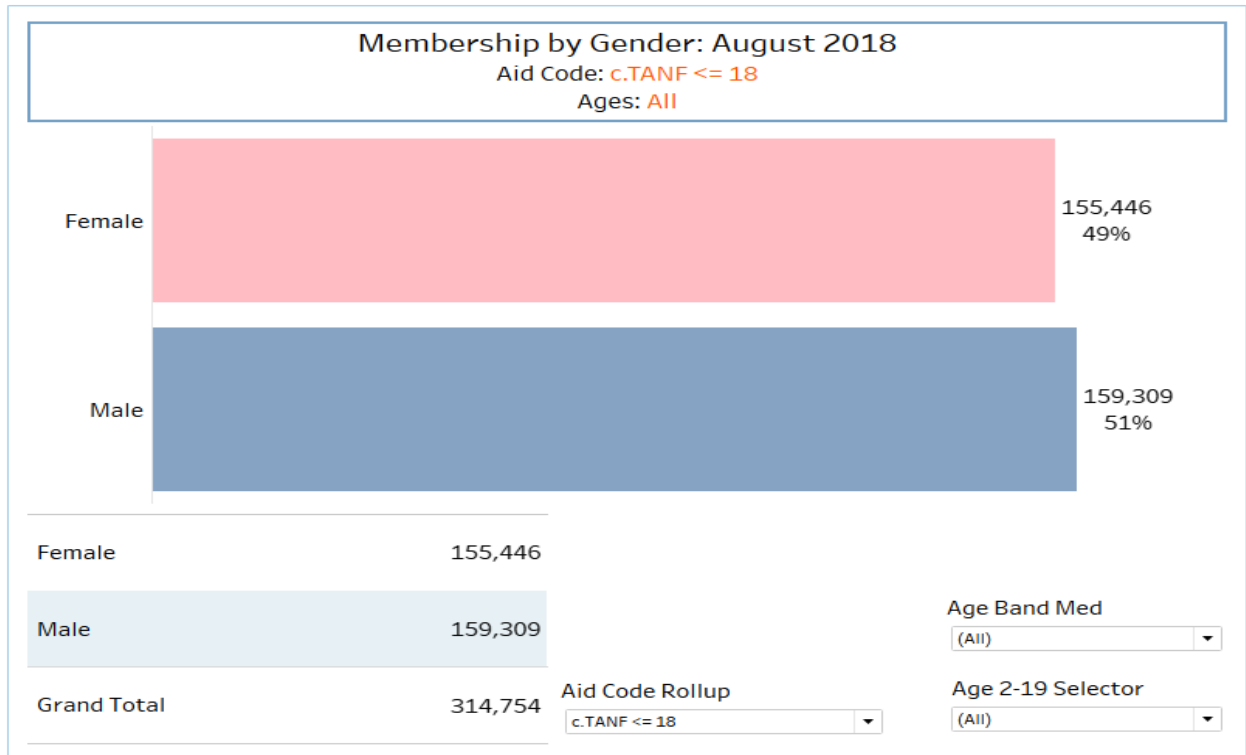 Membership by Gender: August 2018
Aid Code: c.TANF <= 18
Ages: All
Female
155,446
49%
Male
159,309
51%
Female 155,446
Male 159,309
Grand Total 314,754
Aid Code Rollup
c.TANF <= 18
Age Band Med
(All)
Age 2-19 Selector
(All)